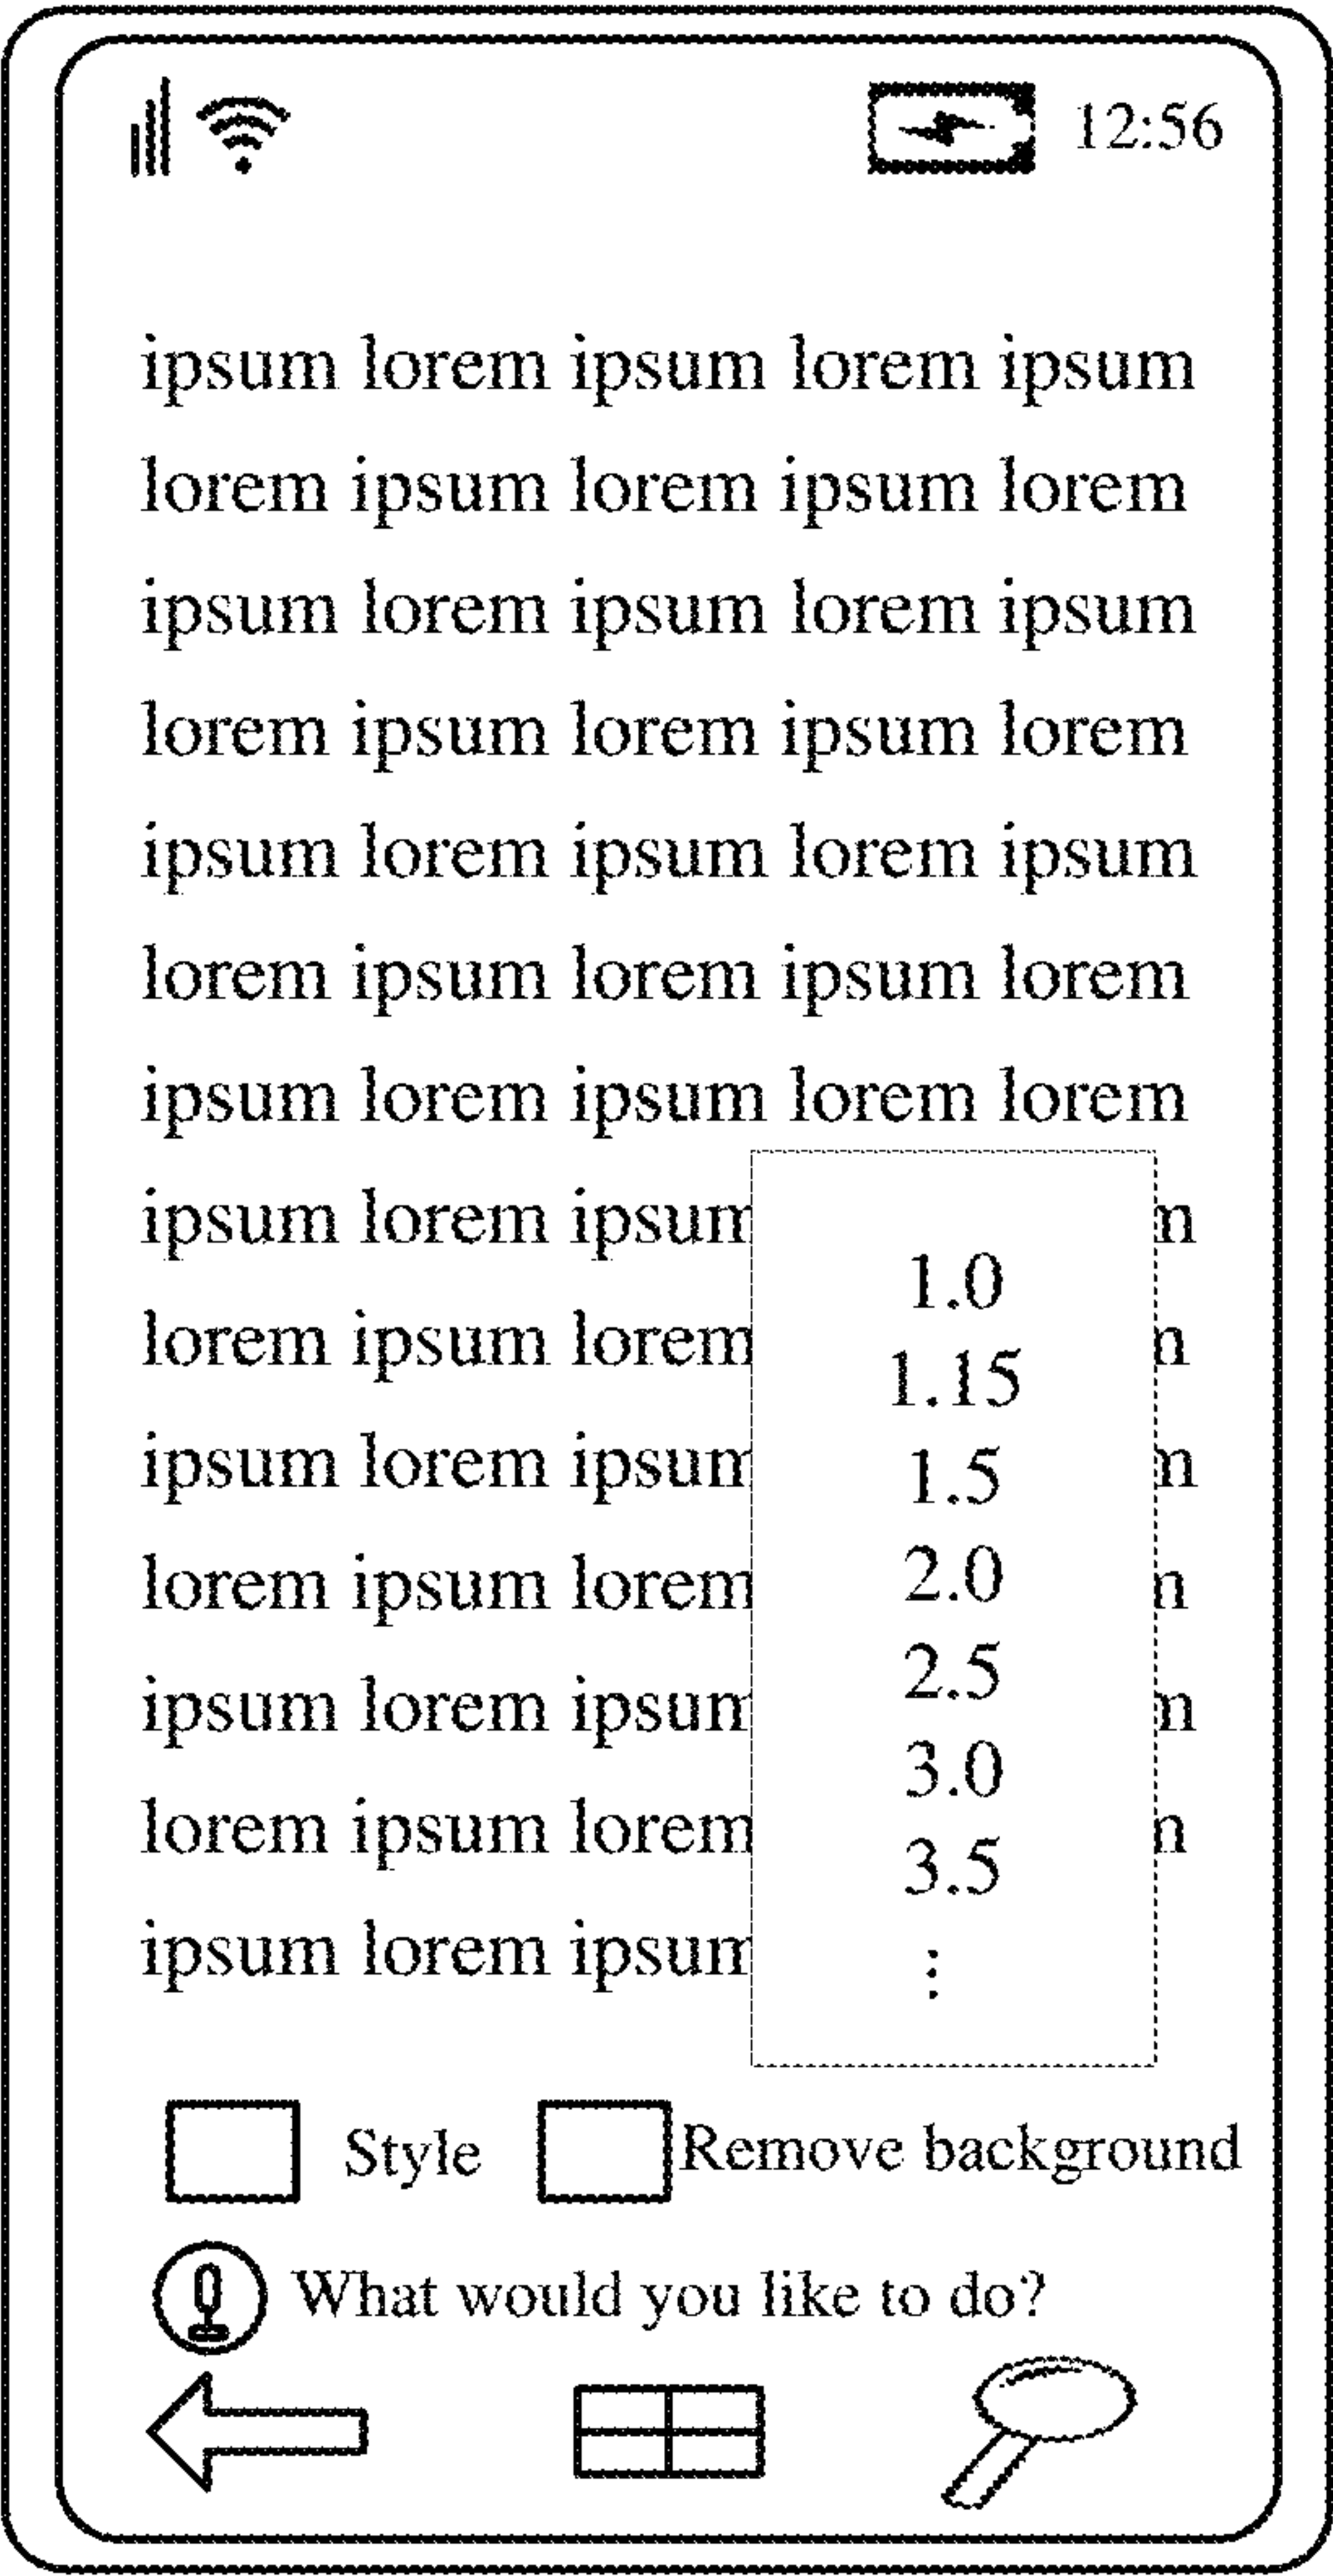 12:56
ipsum lorem ipsum lorem ipsum
lorem ipsum lorem ipsum lorem
ipsum lorem ipsum lorem ipsum
lorem ipsum lorem ipsum lorem
ipsum lorem ipsum lorem ipsum
lorem ipsum lorem ipsum lorem
ipsum lorem ipsum lorem lorem
ipsum lorem ipsum
lorem ipsum lorem
ipsum lorem ipsum
lorem ipsum lorem
ipsum lorem ipsum
lorem ipsum lorem
ipsum lorem ipsum
1.0
1.15
1.5
2.0
2.5
3.0
3.5
⋮
Style
Remove background
What would you like to do?